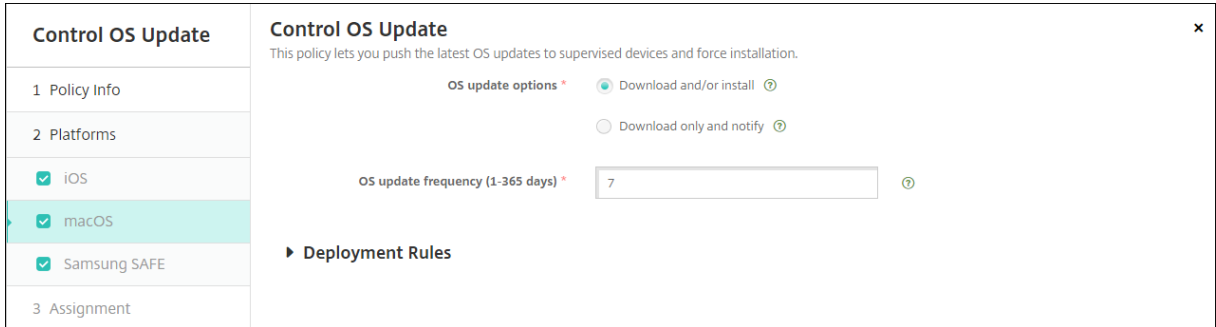 Control OS Update
1 Policy Info
2 Platforms
iOS
macOS
Samsung SAFE
3 Assignment
Control OS Update
This policy lets you push the latest OS updates to supervised devices and force installation.
OS update options * Download and/or install ?
Download only and notify ?
OS update frequency (1-365 days) * 7 ?
Deployment Rules